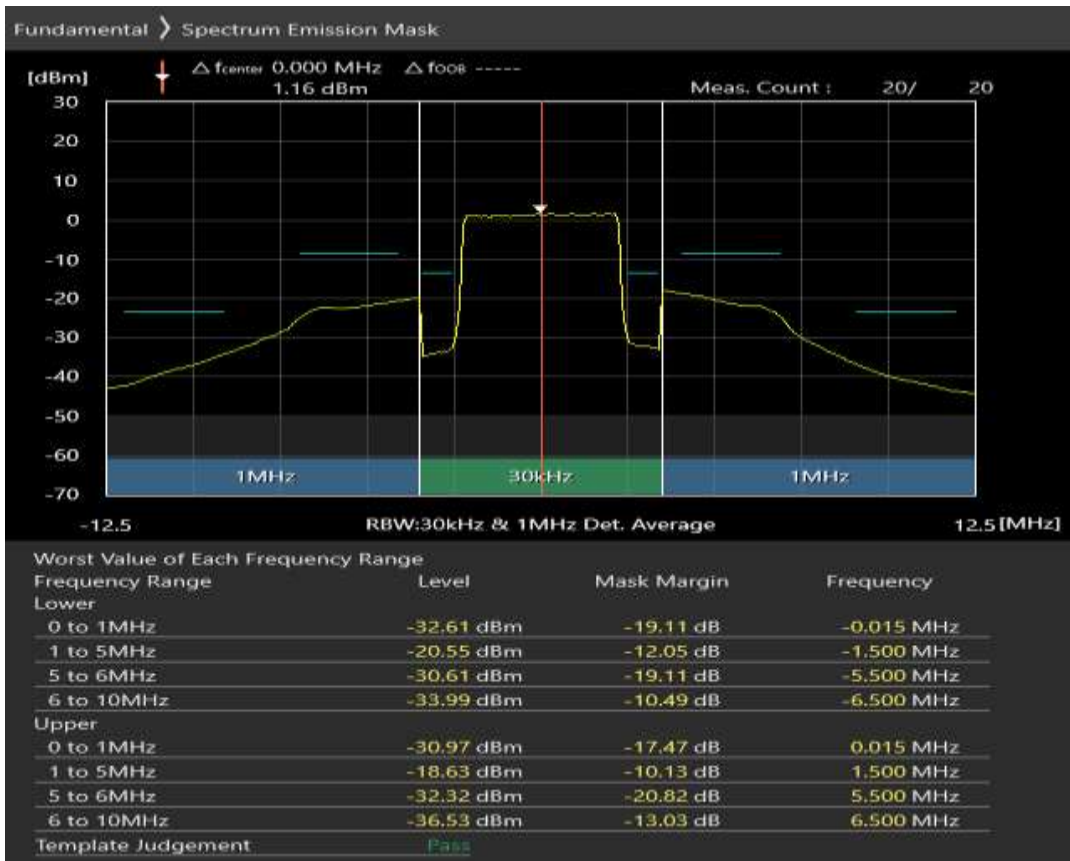 Fundamental 》 Spectrum Emission Mask
△ fcenter 0.000 MHz △ fOOB -----
[dBm]
1.16 dBm
Meas. Count : 20/ 20
30
20
10
0
-10
-20
-30
-40
-50
-60
-70
1MHz 30kHz 1MHz
-12.5 RBW:30kHz & 1MHz Det. Average 12.5 [MHz]
Worst Value of Each Frequency Range
Frequency Range Level Mask Margin Frequency
Lower
0 to 1MHz -32.61 dBm -19.11 dB -0.015 MHz
1 to 5MHz -20.55 dBm -12.05 dB -1.500 MHz
5 to 6MHz -30.61 dBm -19.11 dB -5.500 MHz
6 to 10MHz -33.99 dBm -10.49 dB -6.500 MHz
Upper
0 to 1MHz -30.97 dBm -17.47 dB 0.015 MHz
1 to 5MHz -18.63 dBm -10.13 dB 1.500 MHz
5 to 6MHz -32.32 dBm -20.82 dB 5.500 MHz
6 to 10MHz -36.53 dBm -13.03 dB 6.500 MHz
Template Judgement Pass